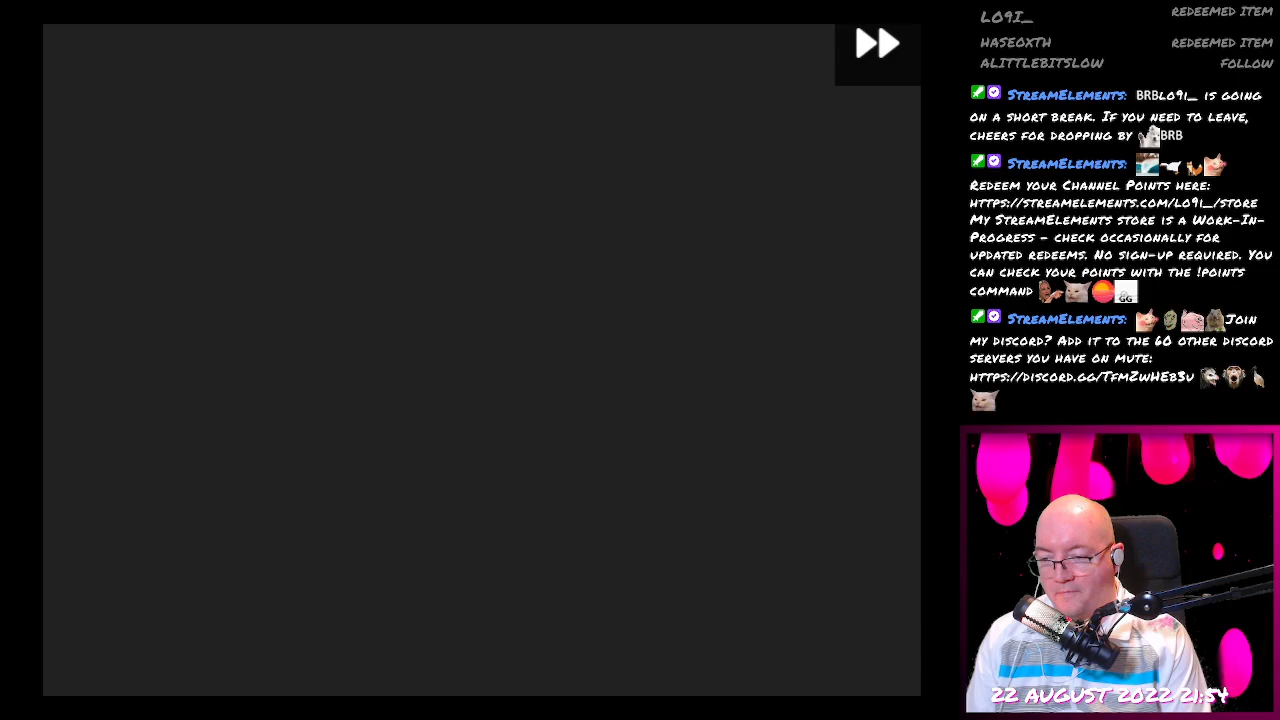 LO9I_ REDEEMED ITEM
HASEOXTH REDEEMED ITEM
ALITTLEBITSLOW FOLLOW
StreamElements: BRB LO9I_ IS GOING
ON A SHORT BREAK. IF YOU NEED TO LEAVE,
CHEERS FOR DROPPING BY BRB
StreamElements:
Redeem your Channel Points here:
https://streamelements.com/lo9i_/store
My StreamElements store is a Work-In-
Progress - check occasionally for
updated redeems. No sign-up required. You
can check your points with the !points
command GG
StreamElements: Join
my discord? Add it to the 60 other discord
servers you have on mute:
https://discord.gg/TfmZwHEb3u
22 AUGUST 2022 21:54